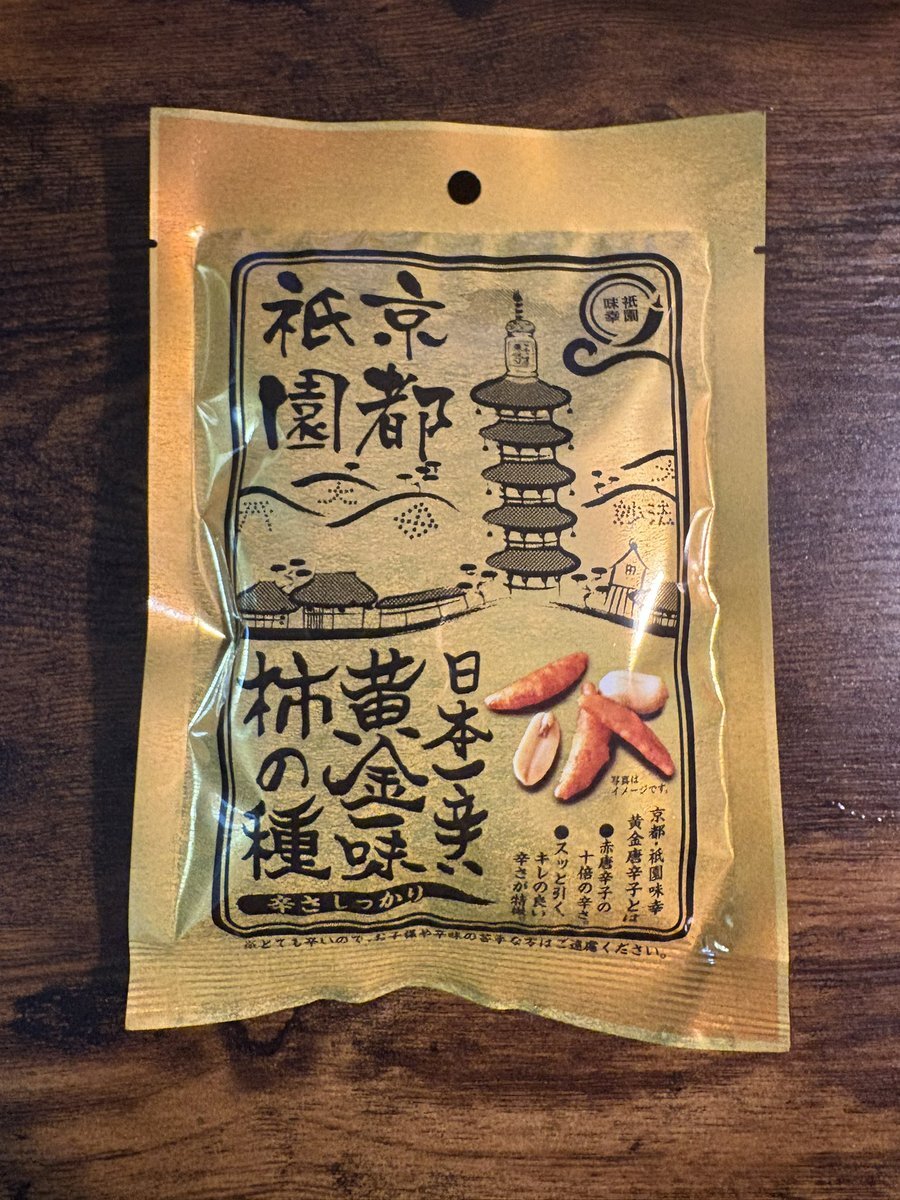 京都
祇園
祇園
味幸
日本一辛い
黄金一味
柿の種
辛さしっかり
写真は
イメージです。
京都・祇園味幸
黄金唐辛子とは
●赤唐辛子の
十倍の辛さ
●スッと引く、
キレの良い
辛さが特徴
※とても辛いので、お子様や辛味の苦手な方はご遠慮ください。